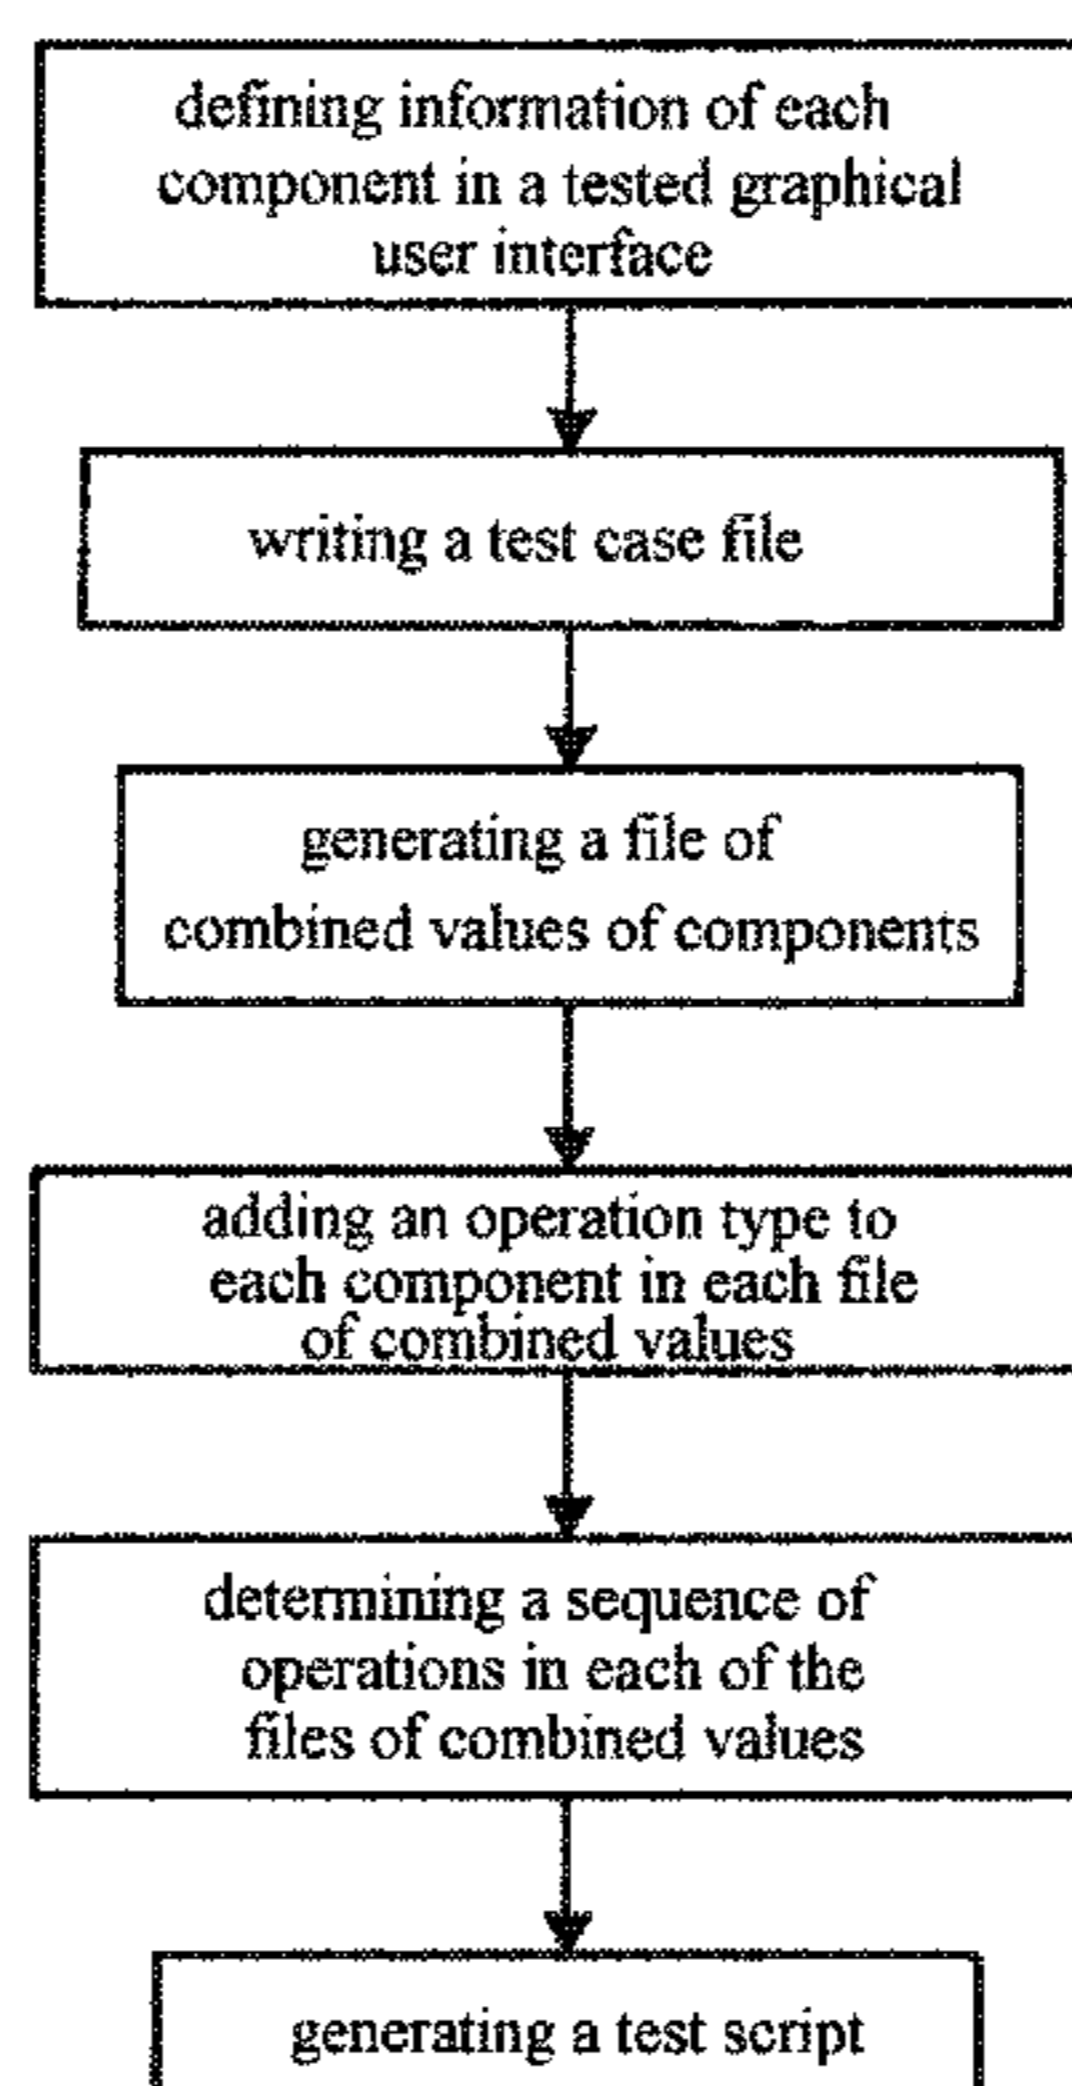 defining information of each
component in a tested graphical
user interface
writing a test case file
generating a file of
combined values of components
adding an operation type to
each component in each file
of combined values
determining a sequence of
operations in each of the
files of combined values
generating a test script